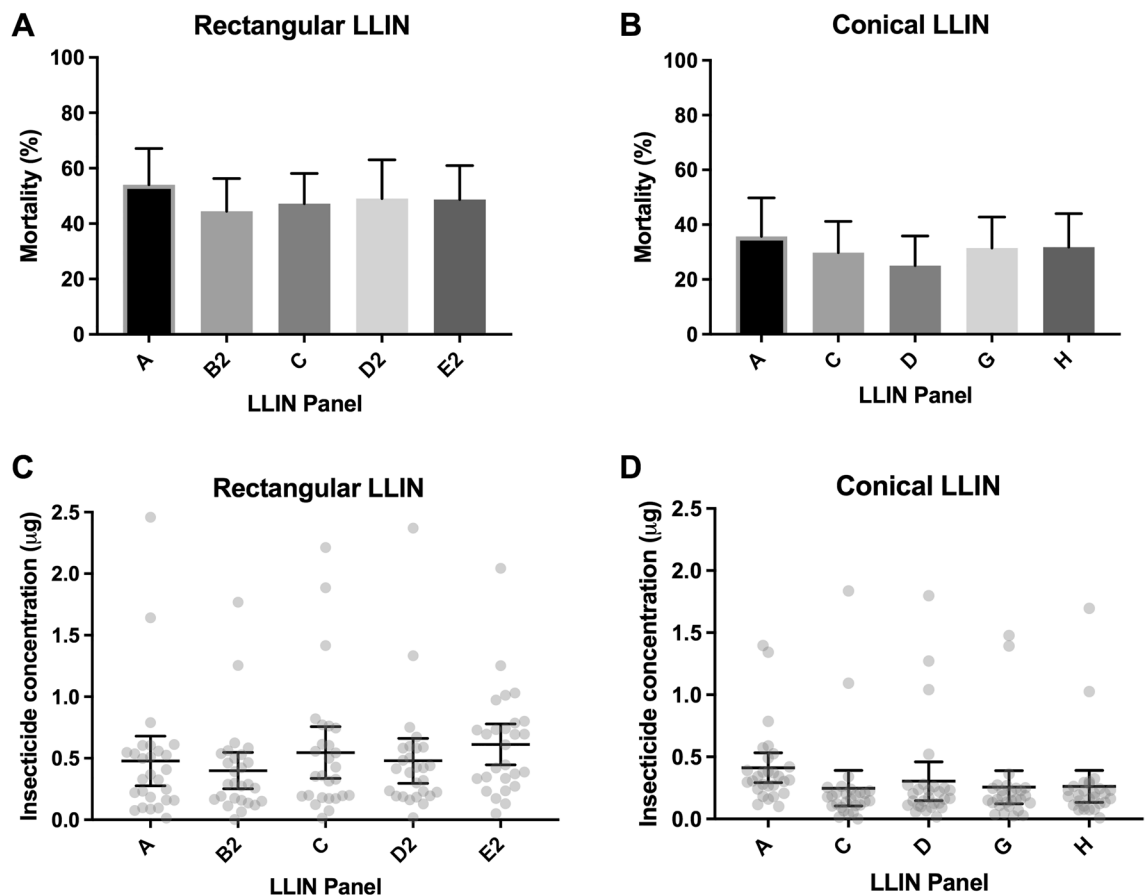 A
Rectangular LLIN
Mortality (%)
100
80
60
40
20
0
A
B2
C
D2
E2
LLIN Panel
B
Conical LLIN
Mortality (%)
100
80
60
40
20
0
A
C
D
G
H
LLIN Panel
C
Rectangular LLIN
Insecticide concentration (μg)
2.5
2.0
1.5
1.0
0.5
0.0
A
B2
C
D2
E2
LLIN Panel
D
Conical LLIN
Insecticide concentration (μg)
2.5
2.0
1.5
1.0
0.5
0.0
A
C
D
G
H
LLIN Panel